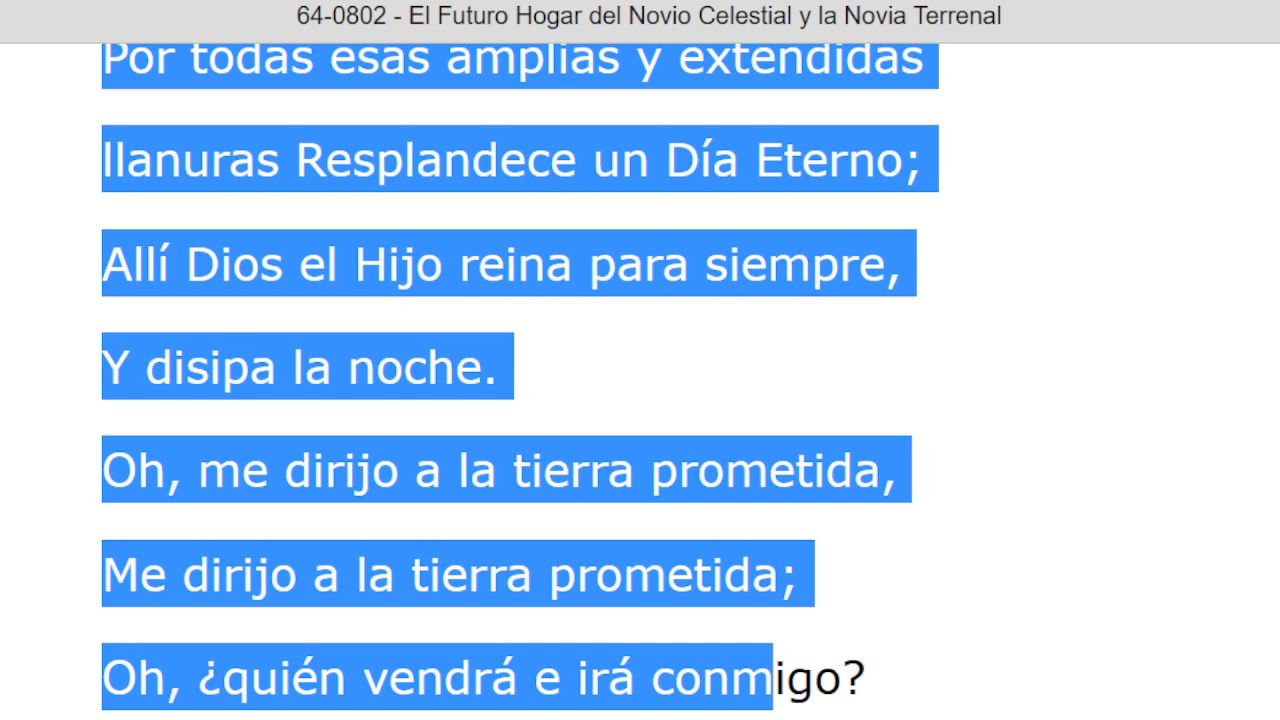 64-0802 - El Futuro Hogar del Novio Celestial y la Novia Terrenal
Por todas esas amplias y extendidas
llanuras Resplandece un Día Eterno;
Allí Dios el Hijo reina para siempre,
Y disipa la noche.
Oh, me dirijo a la tierra prometida,
Me dirijo a la tierra prometida;
Oh, ¿quién vendrá e irá conmigo?